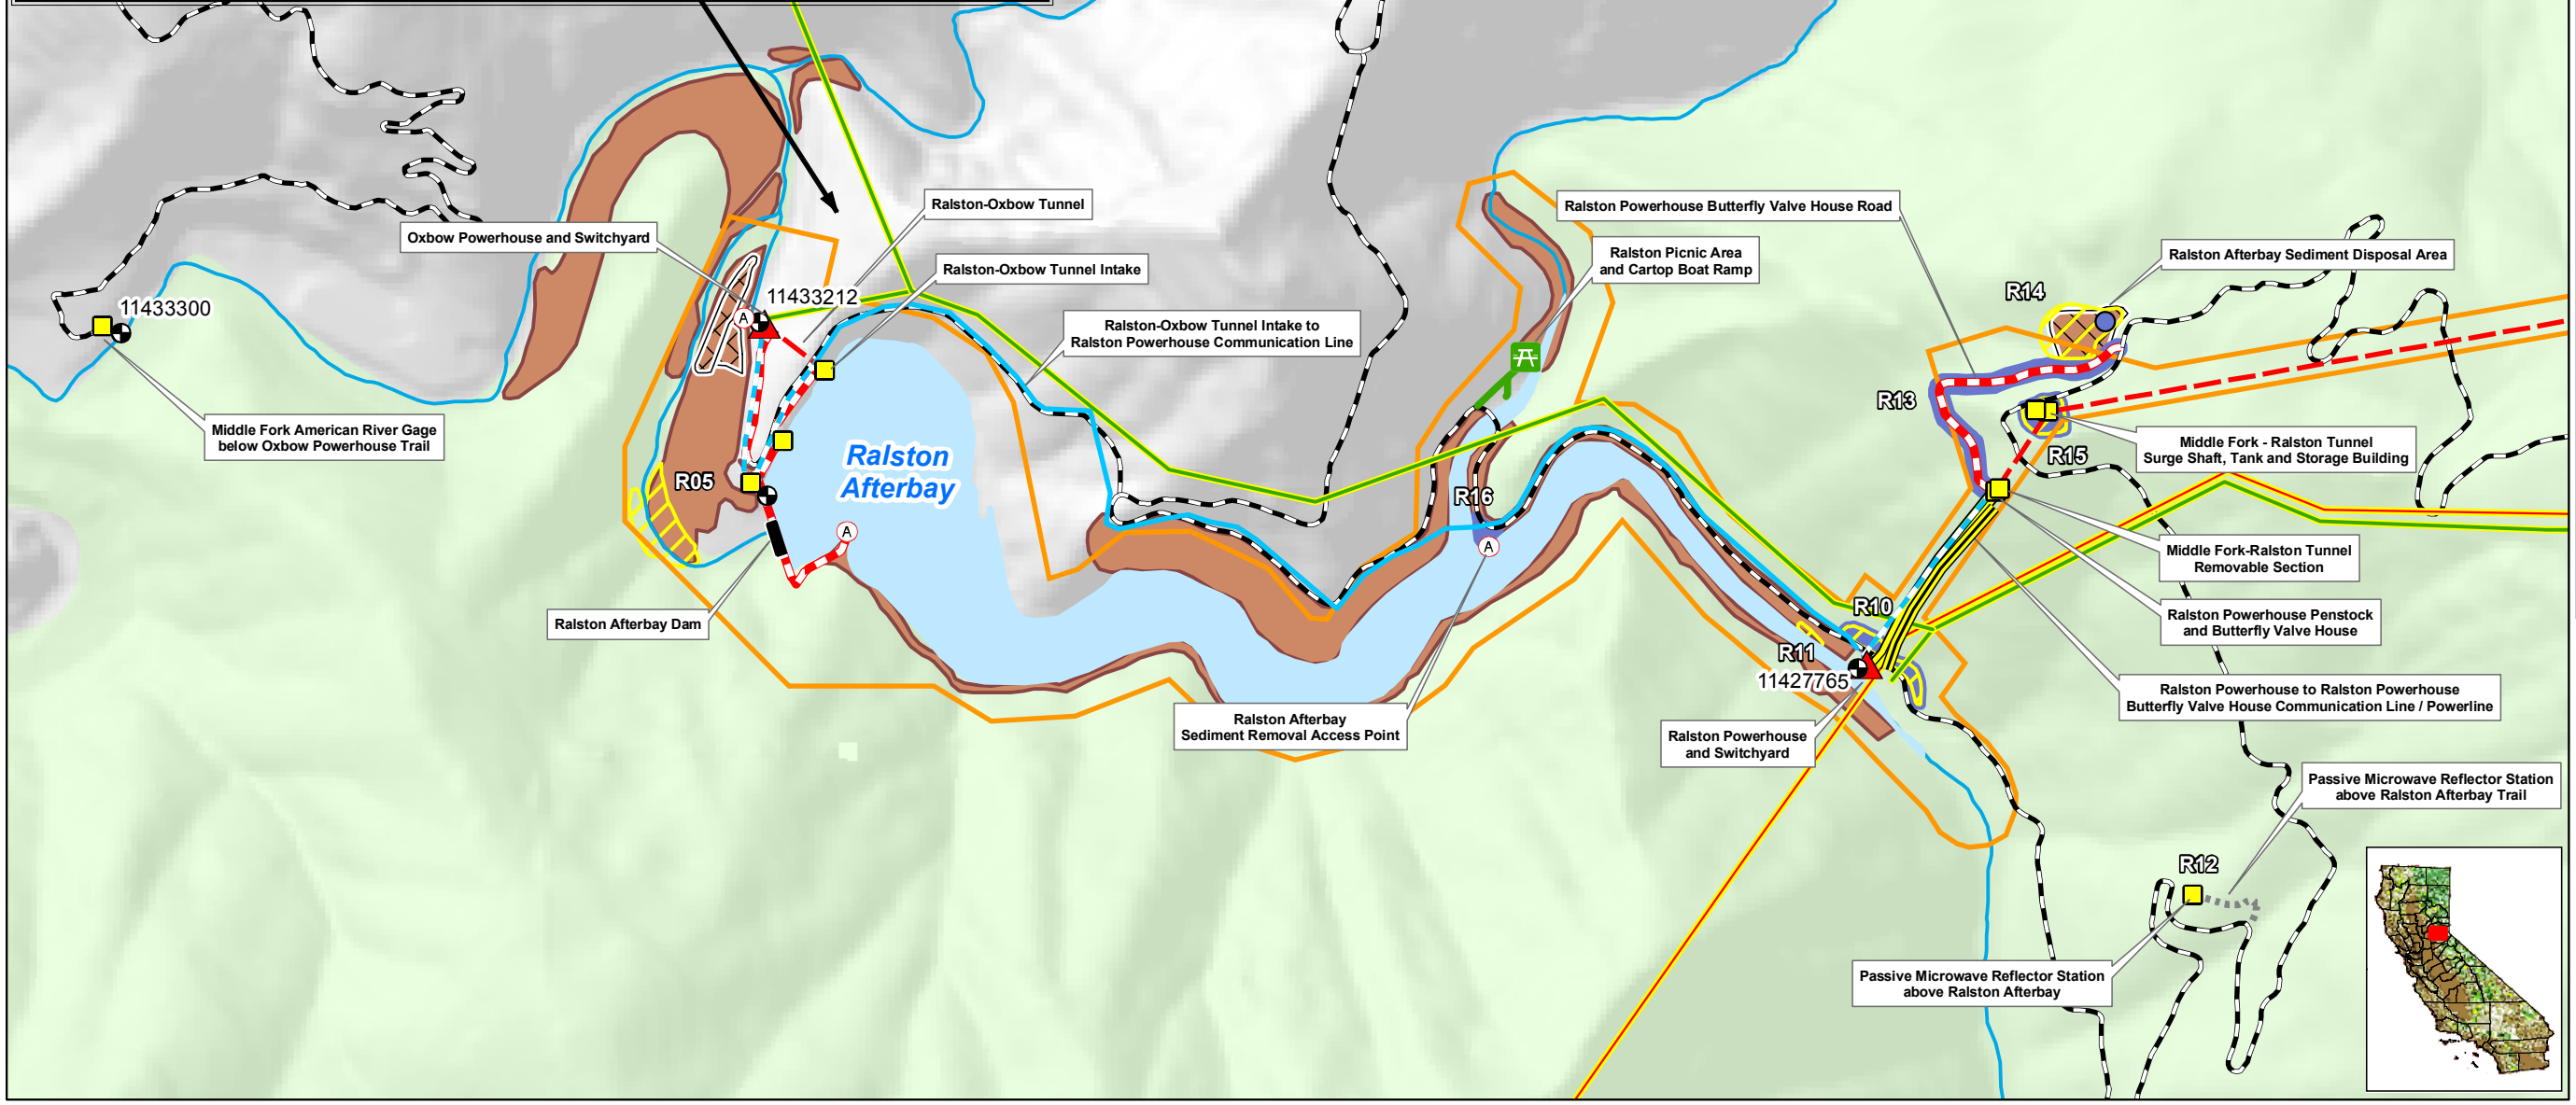 Ralston-Oxbow Tunnel
Ralston Powerhouse Butterfly Valve House Road
Oxbow Powerhouse and Switchyard
Ralston Picnic Area
and Cartop Boat Ramp
Ralston Afterbay Sediment Disposal Area
Ralston-Oxbow Tunnel Intake
R14
11433212
11433300
A
Ralston-Oxbow Tunnel Intake to
Ralston Powerhouse Communication Line
R13
Middle Fork American River Gage
below Oxbow Powerhouse Trail
Middle Fork - Ralston Tunnel
Surge Shaft, Tank and Storage Building
R15
Ralston
Afterbay
R05
R16
A
A
Middle Fork-Ralston Tunnel
Removable Section
Ralston Afterbay Dam
R10
Ralston Powerhouse Penstock
and Butterfly Valve House
R11
11427765
Ralston Powerhouse to Ralston Powerhouse
Butterfly Valve House Communication Line / Powerline
Ralston Afterbay
Sediment Removal Access Point
Ralston Powerhouse
and Switchyard
Passive Microwave Reflector Station
above Ralston Afterbay Trail
R12
Passive Microwave Reflector Station
above Ralston Afterbay